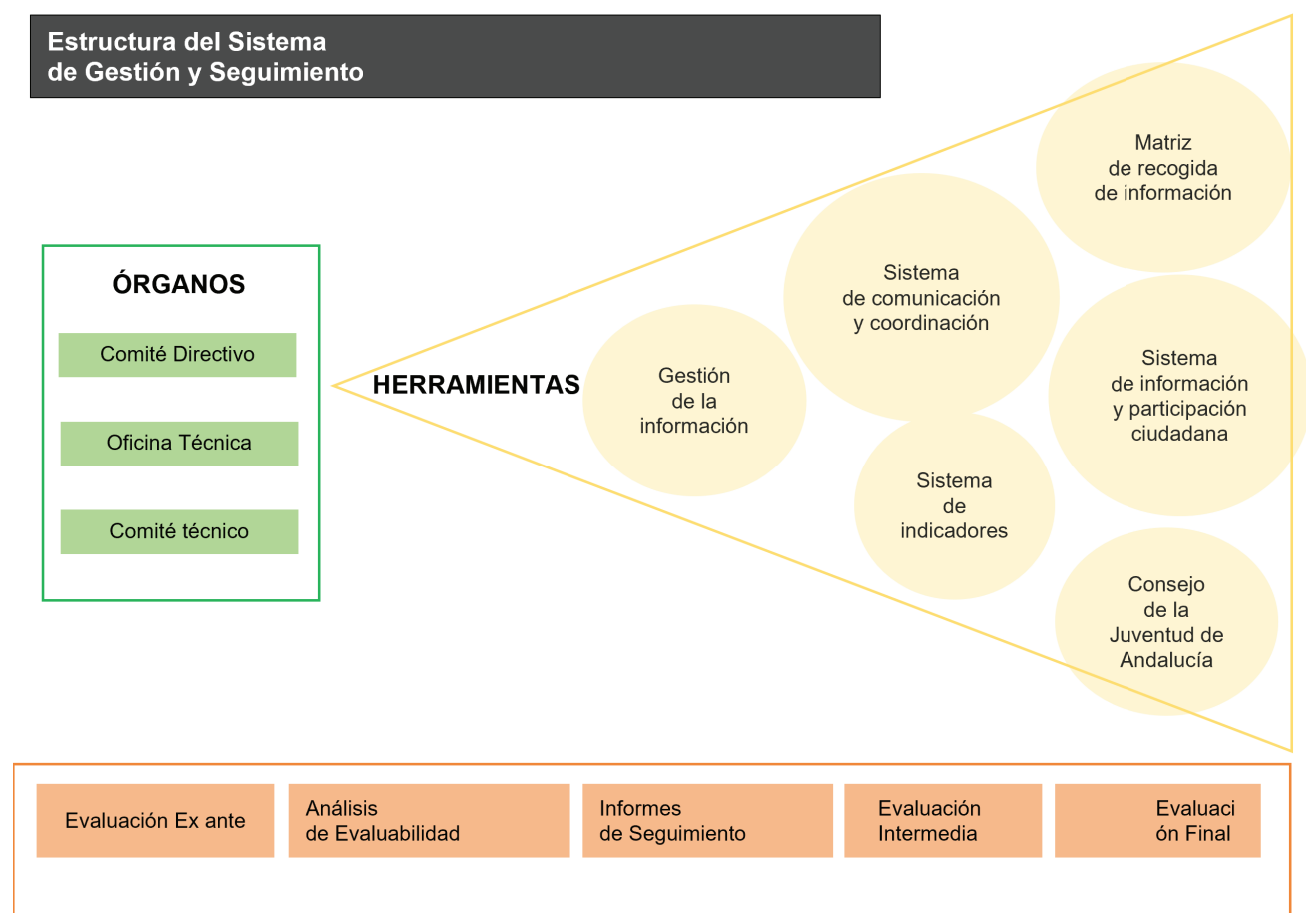 Estructura del Sistema
de Gestión y Seguimiento
ÓRGANOS
Comité Directivo
Oficina Técnica
Comité técnico
HERRAMIENTAS
Gestión
de la
información
Sistema
de comunicación
y coordinación
Sistema
de
indicadores
Matriz
de recogida
de información
Sistema
de información
y participación
ciudadana
Consejo
de la
Juventud de
Andalucía
Evaluación Ex ante
Análisis
de Evaluabilidad
Informes
de Seguimiento
Evaluación
Intermedia
Evaluaci
ón Final